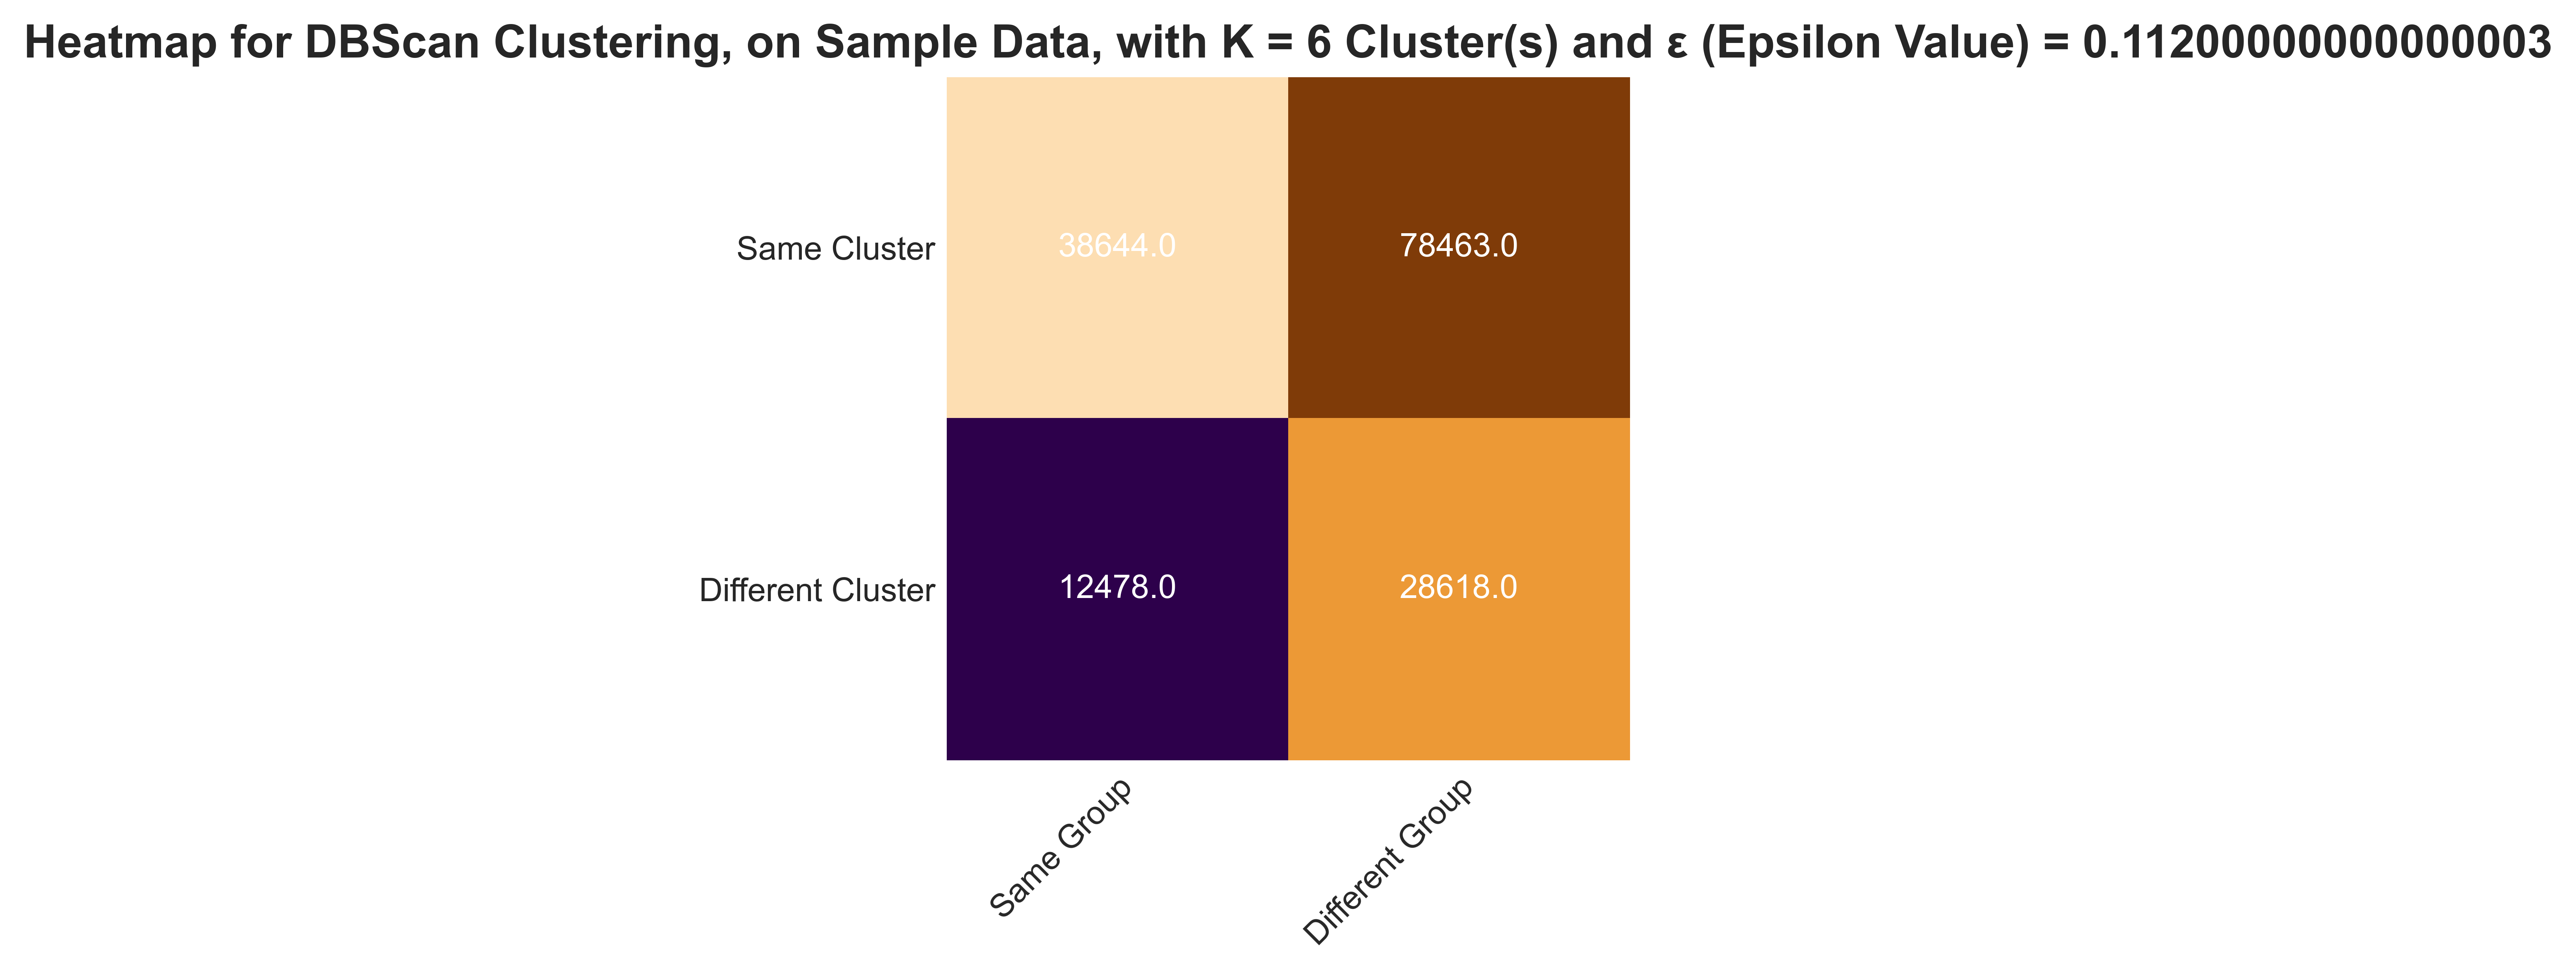 Heatmap for DBScan Clustering, on Sample Data, with K = 6 Cluster(s) and ε (Epsilon Value) = 0.11200000000000003
Same Cluster
38644.0
78463.0
Different Cluster
12478.0
28618.0
Same Group
Different Group